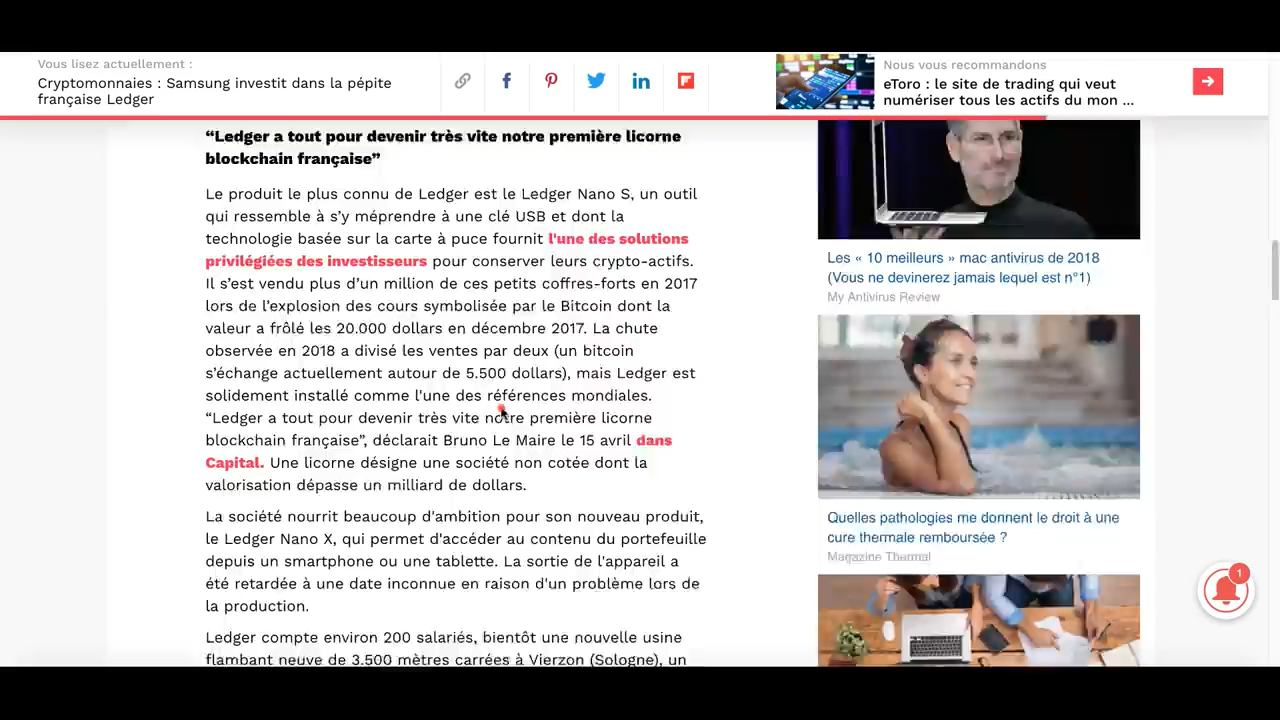 Vous lisez actuellement :
Cryptomonnaies : Samsung investit dans la pépite
française Ledger
Nous vous recommandons
eToro : le site de trading qui veut
numériser tous les actifs du mon ...
“Ledger a tout pour devenir très vite notre première licorne
blockchain française”
Le produit le plus connu de Ledger est le Ledger Nano S, un outil
qui ressemble à s’y méprendre à une clé USB et dont la
technologie basée sur la carte à puce fournit l'une des solutions
privilégiées des investisseurs pour conserver leurs crypto-actifs.
Il s’est vendu plus d’un million de ces petits coffres-forts en 2017
lors de l’explosion des cours symbolisée par le Bitcoin dont la
valeur a frôlé les 20.000 dollars en décembre 2017. La chute
observée en 2018 a divisé les ventes par deux (un bitcoin
s’échange actuellement autour de 5.500 dollars), mais Ledger est
solidement installé comme l'une des références mondiales.
“Ledger a tout pour devenir très vite notre première licorne
blockchain française”, déclarait Bruno Le Maire le 15 avril dans
Capital. Une licorne désigne une société non cotée dont la
valorisation dépasse un milliard de dollars.
La société nourrit beaucoup d'ambition pour son nouveau produit,
le Ledger Nano X, qui permet d'accéder au contenu du portefeuille
depuis un smartphone ou une tablette. La sortie de l'appareil a
été retardée à une date inconnue en raison d'un problème lors de
la production.
Ledger compte environ 200 salariés, bientôt une nouvelle usine
flambant neuve de 3.500 mètres carrées à Vierzon (Sologne), un
Les « 10 meilleurs » mac antivirus de 2018
(Vous ne devinerez jamais lequel est n°1)
My Antivirus Review
Quelles pathologies me donnent le droit à une
cure thermale remboursée ?
Magazine Thermal
1